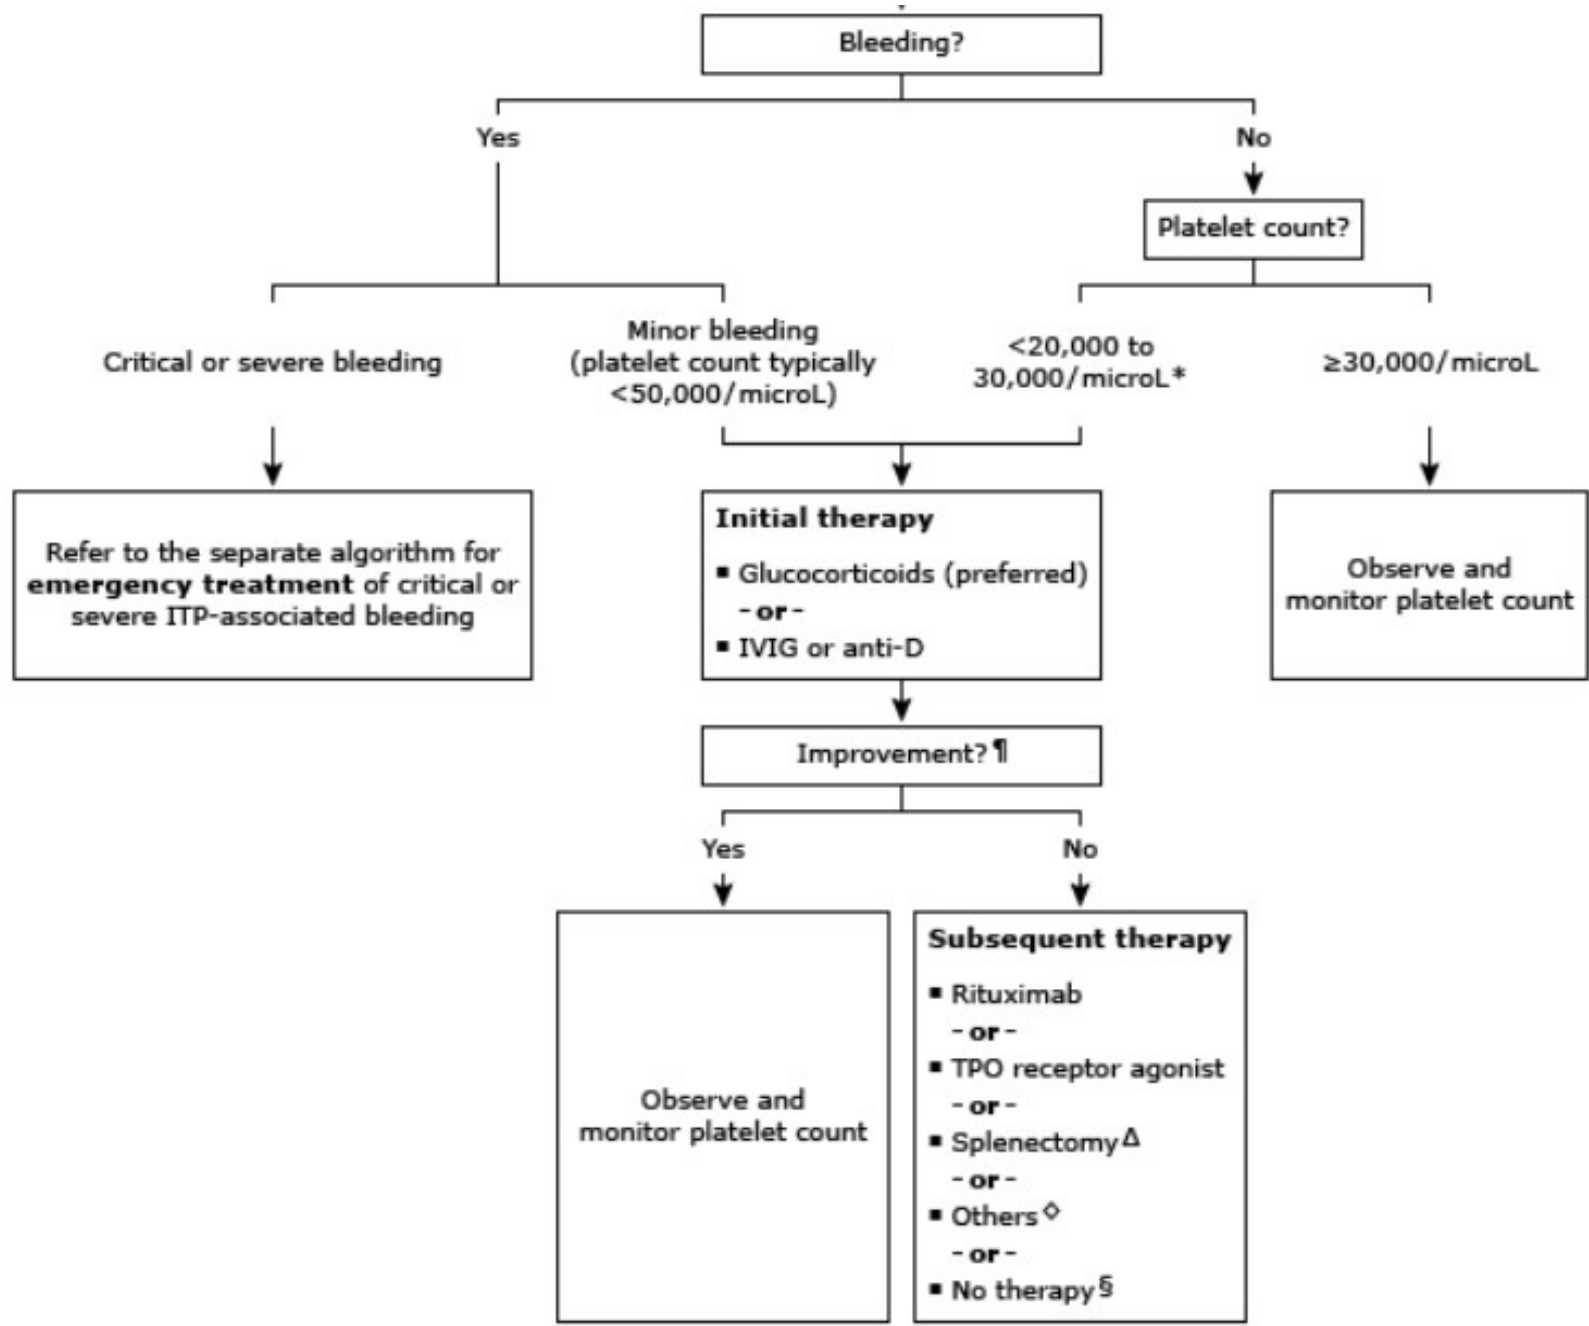 Bleeding?
Yes
No
Platelet count?
Critical or severe bleeding
Minor bleeding
(platelet count typically
<50,000/microL)
<20,000 to
30,000/microL*
≥30,000/microL
Refer to the separate algorithm for
emergency treatment of critical or
severe ITP-associated bleeding
Initial therapy
▪ Glucocorticoids (preferred)
-or-
▪ IVIG or anti-D
Observe and
monitor platelet count
Improvement?¶
Yes
No
Observe and
monitor platelet count
Subsequent therapy
▪ Rituximab
-or-
▪ TPO receptor agonist
-or-
▪ Splenectomy Δ
-or-
▪ Others ◇
-or-
▪ No therapy §